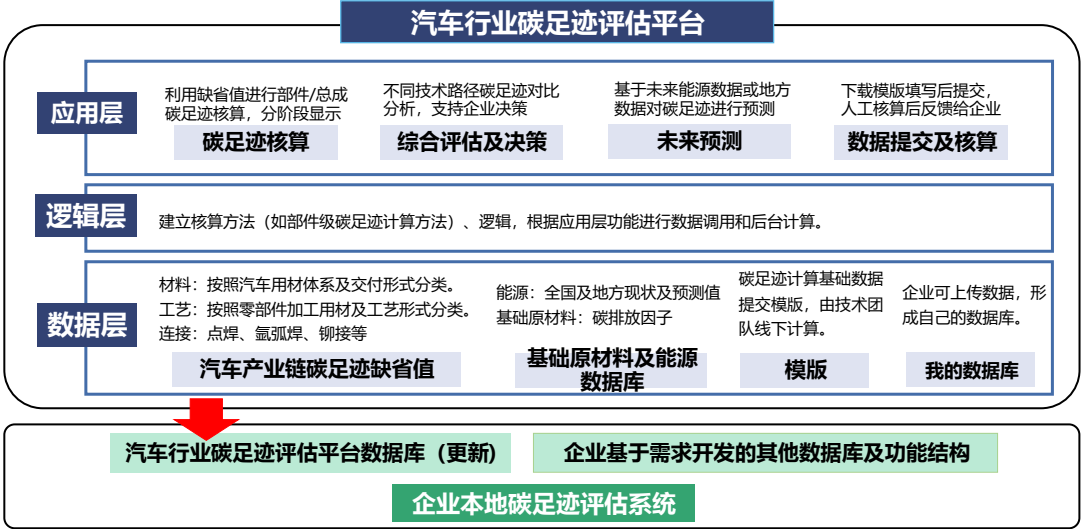 汽车行业碳足迹评估平台
应用层
利用缺省值进行部件/总成
碳足迹核算，分阶段显示
碳足迹核算
不同技术路径碳足迹对比
分析，支持企业决策
综合评估及决策
基于未来能源数据或地方
数据对碳足迹进行预测
未来预测
下载模版填写后提交，
人工核算后反馈给企业
数据提交及核算
逻辑层
建立核算方法（如部件级碳足迹计算方法）、逻辑，根据应用层功能进行数据调用和后台计算。
数据层
材料：按照汽车用材体系及交付形式分类。
工艺：按照零部件加工用材及工艺形式分类。
连接：点焊、氩弧焊、铆接等
汽车产业链碳足迹缺省值
能源：全国及地方现状及预测值
基础原材料：碳排放因子
基础原材料及能源
数据库
碳足迹计算基础数据
提交模版，由技术团
队线下计算。
模版
企业可上传数据，形
成自己的数据库。
我的数据库
汽车行业碳足迹评估平台数据库（更新)
企业基于需求开发的其他数据库及功能结构
企业本地碳足迹评估系统